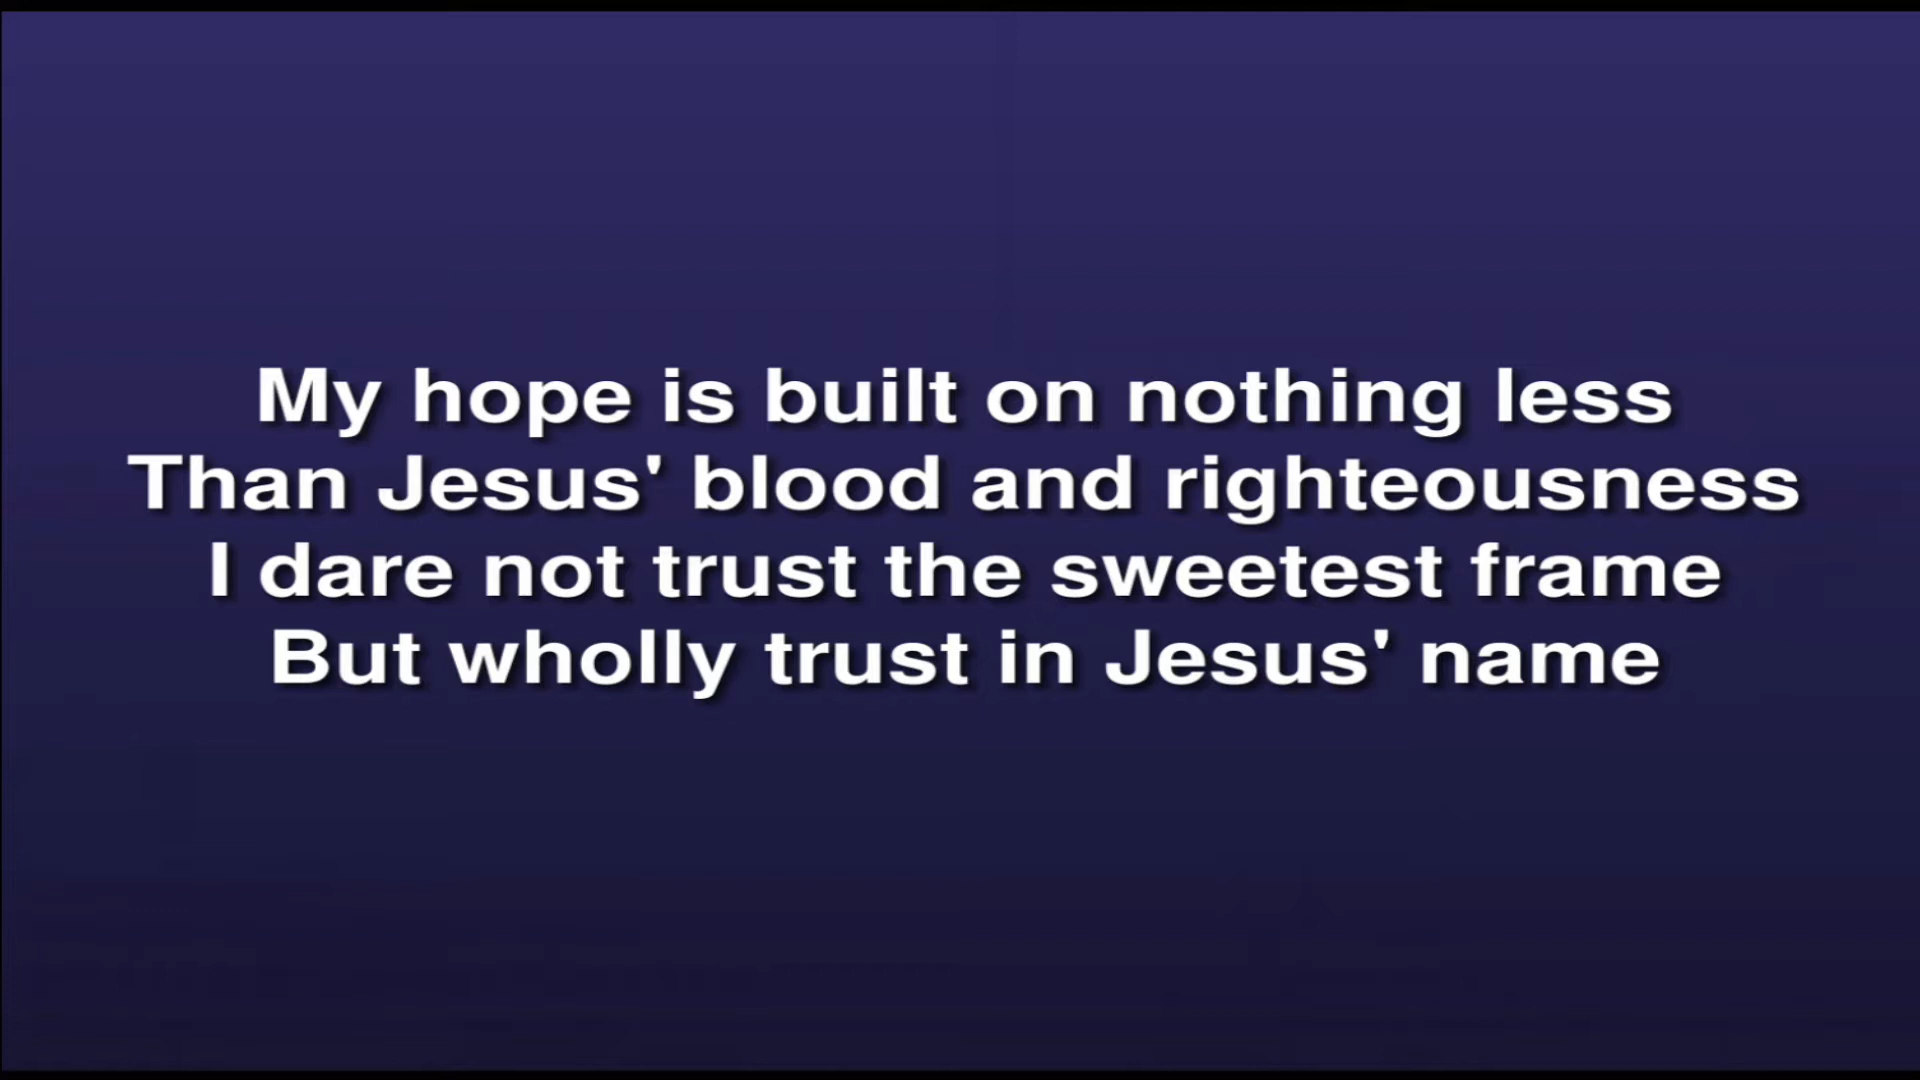 My hope is built on nothing less
Than Jesus' blood and righteousness
I dare not trust the sweetest frame
But wholly trust in Jesus' name